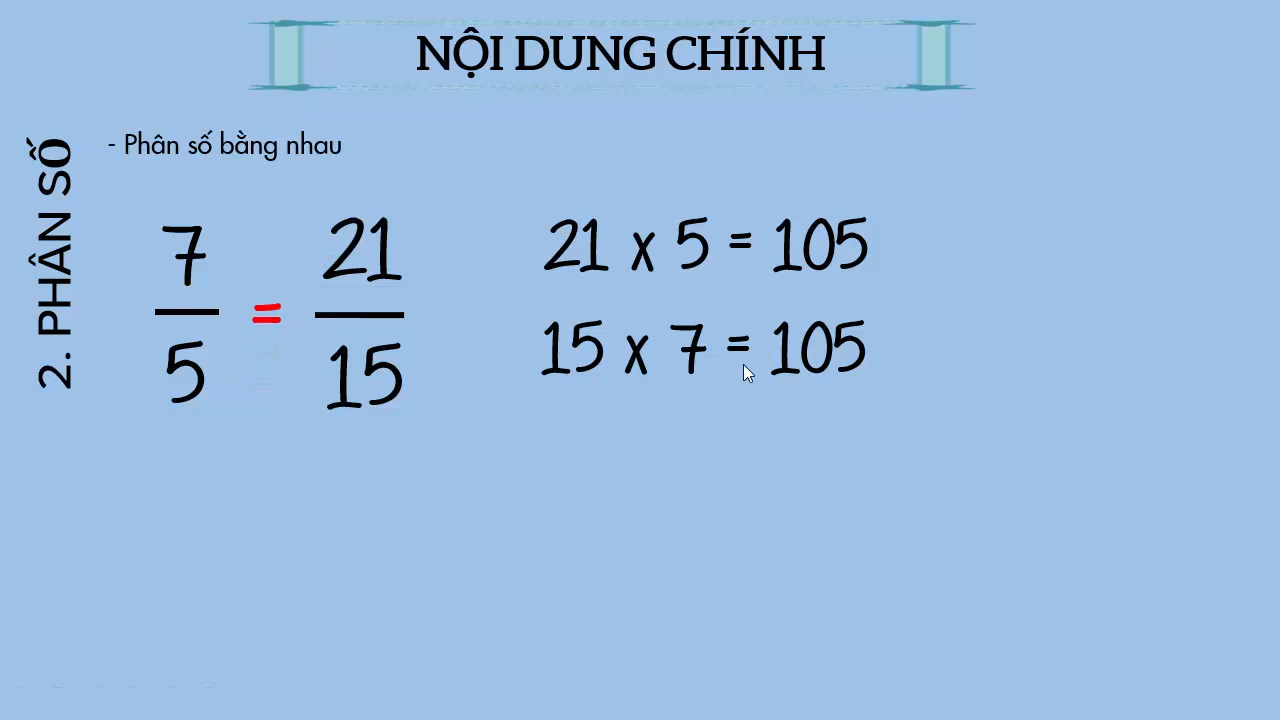 NỘI DUNG CHÍNH
2. PHÂN SỐ
- Phân số bằng nhau
7/5 = 21/15
21 x 5 = 105
15 x 7 = 105